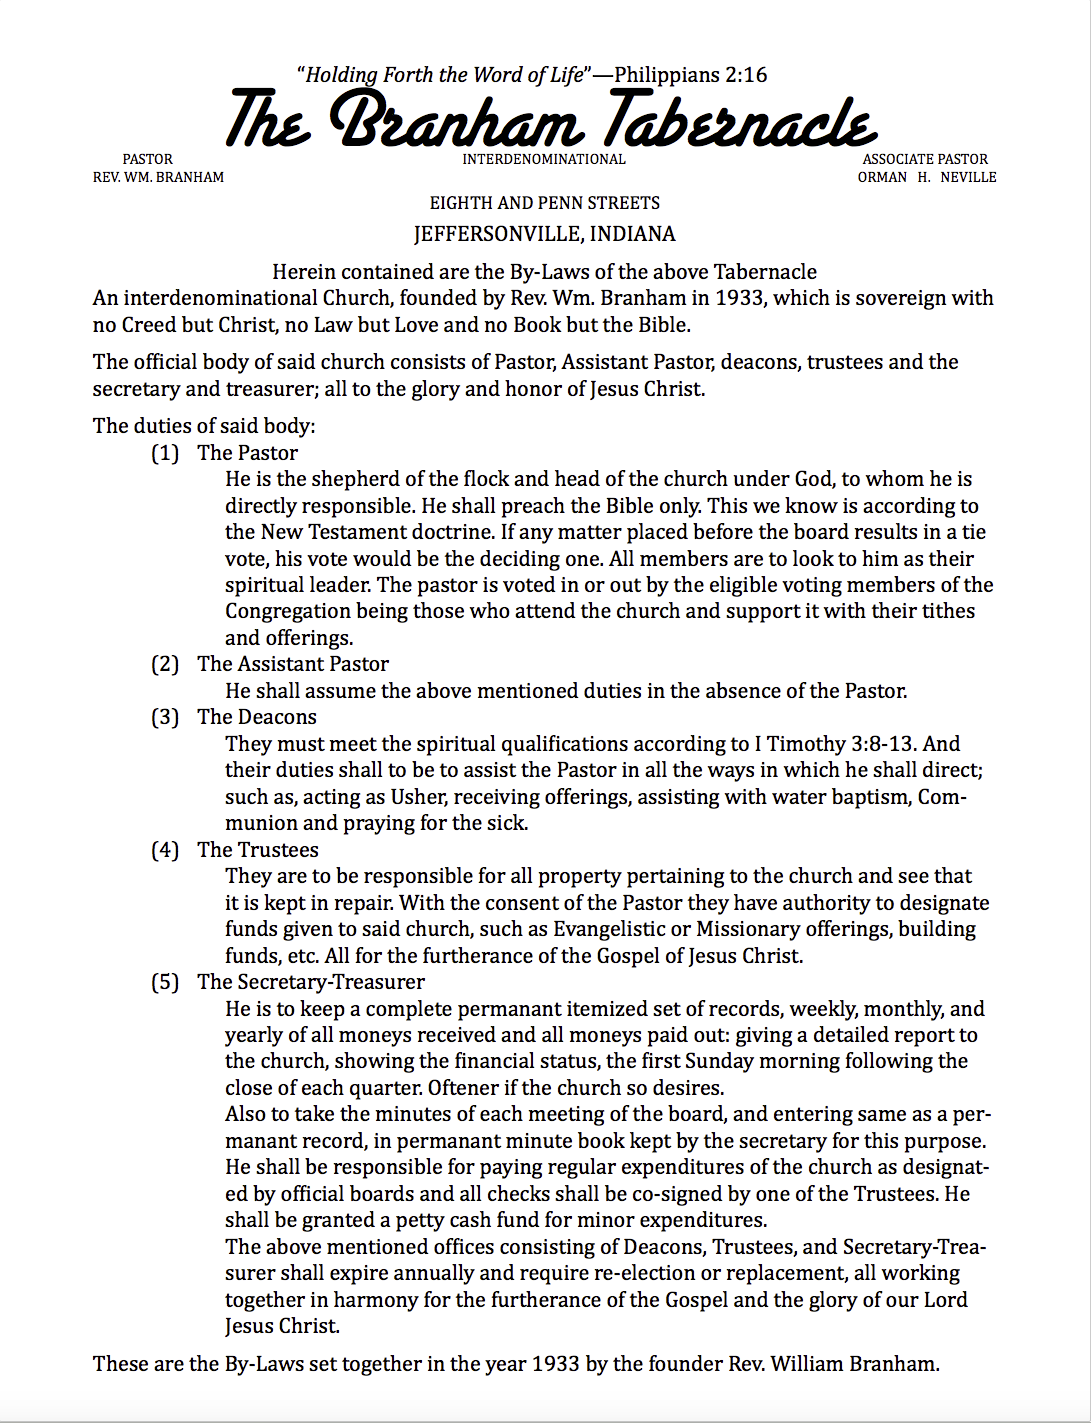 “Holding Forth the Word of Life”—Philippians 2:16
The Branham Tabernacle
PASTOR INTERDENOMINATIONAL ASSOCIATE PASTOR
REV. WM. BRANHAM ORMAN H. NEVILLE
EIGHTH AND PENN STREETS
JEFFERSONVILLE, INDIANA
Herein contained are the By-Laws of the above Tabernacle
An interdenominational Church, founded by Rev. Wm. Branham in 1933, which is sovereign with
no Creed but Christ, no Law but Love and no Book but the Bible.
The official body of said church consists of Pastor, Assistant Pastor, deacons, trustees and the
secretary and treasurer; all to the glory and honor of Jesus Christ.
The duties of said body:
(1) The Pastor
He is the shepherd of the flock and head of the church under God, to whom he is
directly responsible. He shall preach the Bible only. This we know is according to
the New Testament doctrine. If any matter placed before the board results in a tie
vote, his vote would be the deciding one. All members are to look to him as their
spiritual leader. The pastor is voted in or out by the eligible voting members of the
Congregation being those who attend the church and support it with their tithes
and offerings.
(2) The Assistant Pastor
He shall assume the above mentioned duties in the absence of the Pastor.
(3) The Deacons
They must meet the spiritual qualifications according to I Timothy 3:8-13. And
their duties shall to be to assist the Pastor in all the ways in which he shall direct;
such as, acting as Usher, receiving offerings, assisting with water baptism, Com-
munion and praying for the sick.
(4) The Trustees
They are to be responsible for all property pertaining to the church and see that
it is kept in repair. With the consent of the Pastor they have authority to designate
funds given to said church, such as Evangelistic or Missionary offerings, building
funds, etc. All for the furtherance of the Gospel of Jesus Christ.
(5) The Secretary-Treasurer
He is to keep a complete permanant itemized set of records, weekly, monthly, and
yearly of all moneys received and all moneys paid out: giving a detailed report to
the church, showing the financial status, the first Sunday morning following the
close of each quarter. Oftener if the church so desires.
Also to take the minutes of each meeting of the board, and entering same as a per-
manant record, in permanant minute book kept by the secretary for this purpose.
He shall be responsible for paying regular expenditures of the church as designat-
ed by official boards and all checks shall be co-signed by one of the Trustees. He
shall be granted a petty cash fund for minor expenditures.
The above mentioned offices consisting of Deacons, Trustees, and Secretary-Trea-
surer shall expire annually and require re-election or replacement, all working
together in harmony for the furtherance of the Gospel and the glory of our Lord
Jesus Christ.
These are the By-Laws set together in the year 1933 by the founder Rev. William Branham.